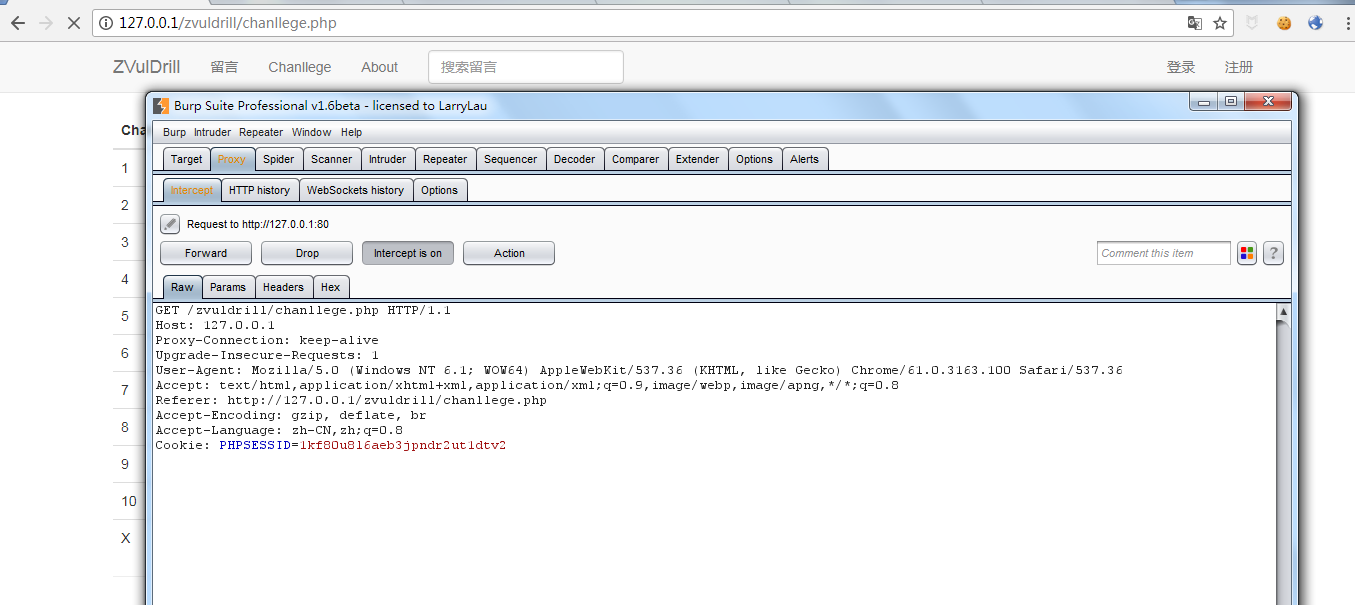 127.0.0.1/zvuldrill/chanllege.php
ZVulDrill 留言 Chanllege About 搜索留言 登录 注册
Burp Suite Professional v1.6beta - licensed to LarryLau
Cha
Burp Intruder Repeater Window Help
Target Proxy Spider Scanner Intruder Repeater Sequencer Decoder Comparer Extender Options Alerts
1
Intercept HTTP history WebSockets history Options
2
Request to http://127.0.0.1:80
3
Forward Drop Intercept is on Action Comment this item ?
4
Raw Params Headers Hex
GET /zvuldrill/chanllege.php HTTP/1.1
5
Host: 127.0.0.1
Proxy-Connection: keep-alive
6
Upgrade-Insecure-Requests: 1
User-Agent: Mozilla/5.0 (Windows NT 6.1; WOW64) AppleWebKit/537.36 (KHTML, like Gecko) Chrome/61.0.3163.100 Safari/537.36
7
Accept: text/html,application/xhtml+xml,application/xml;q=0.9,image/webp,image/apng,*/*;q=0.8
Referer: http://127.0.0.1/zvuldrill/chanllege.php
Accept-Encoding: gzip, deflate, br
8
Accept-Language: zh-CN,zh;q=0.8
Cookie: PHPSESSID=1kf80u8l6aeb3jpndr2ut1dtv2
9
10
X